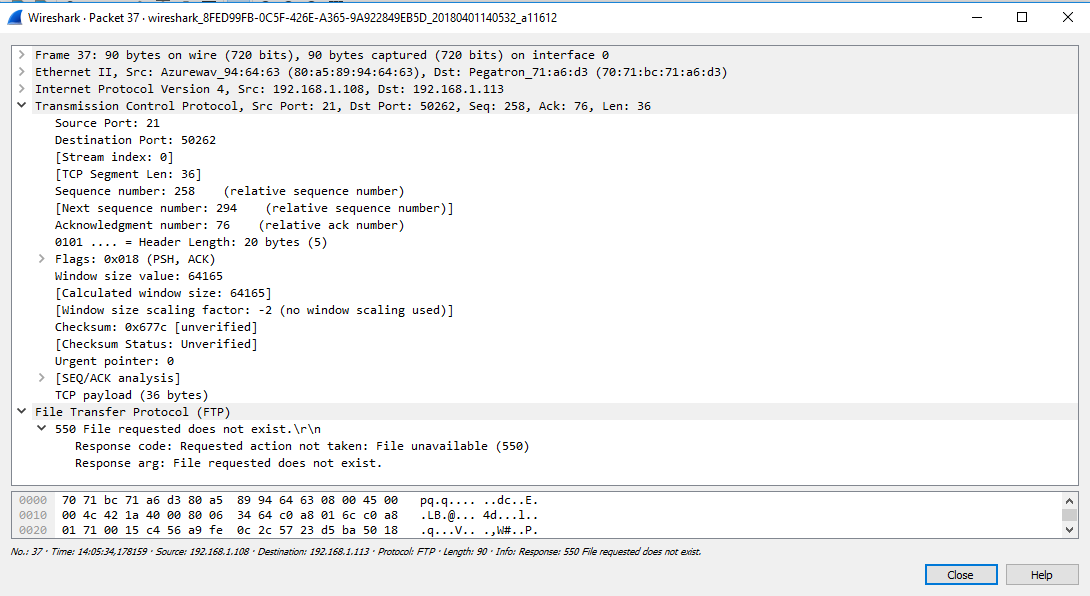 Wireshark · Packet 37 · wireshark_8FED99FB-0C5F-426E-A365-9A922849EB5D_20180401140532_a11612
Frame 37: 90 bytes on wire (720 bits), 90 bytes captured (720 bits) on interface 0
Ethernet II, Src: Azurewav_94:64:63 (80:a5:89:94:64:63), Dst: Pegatron_71:a6:d3 (70:71:bc:71:a6:d3)
Internet Protocol Version 4, Src: 192.168.1.108, Dst: 192.168.1.113
Transmission Control Protocol, Src Port: 21, Dst Port: 50262, Seq: 258, Ack: 76, Len: 36
Source Port: 21
Destination Port: 50262
[Stream index: 0]
[TCP Segment Len: 36]
Sequence number: 258    (relative sequence number)
[Next sequence number: 294    (relative sequence number)]
Acknowledgment number: 76    (relative ack number)
0101 .... = Header Length: 20 bytes (5)
Flags: 0x018 (PSH, ACK)
Window size value: 64165
[Calculated window size: 64165]
[Window size scaling factor: -2 (no window scaling used)]
Checksum: 0x677c [unverified]
[Checksum Status: Unverified]
Urgent pointer: 0
[SEQ/ACK analysis]
TCP payload (36 bytes)
File Transfer Protocol (FTP)
550 File requested does not exist.\r\n
Response code: Requested action not taken: File unavailable (550)
Response arg: File requested does not exist.
0000  70 71 bc 71 a6 d3 80 a5  89 94 64 63 08 00 45 00   pq.q.... ..dc..E.
0010  00 4c 42 1a 40 00 80 06  34 64 c0 a8 01 6c c0 a8   .LB.@... 4d...l..
0020  01 71 00 15 c4 56 a9 fe  0c 2c 57 23 d5 ba 50 18   .q...V.. .,W#..P.
No.: 37 · Time: 14:05:34,178159 · Source: 192.168.1.108 · Destination: 192.168.1.113 · Protocol: FTP · Length: 90 · Info: Response: 550 File requested does not exist.
Close Help